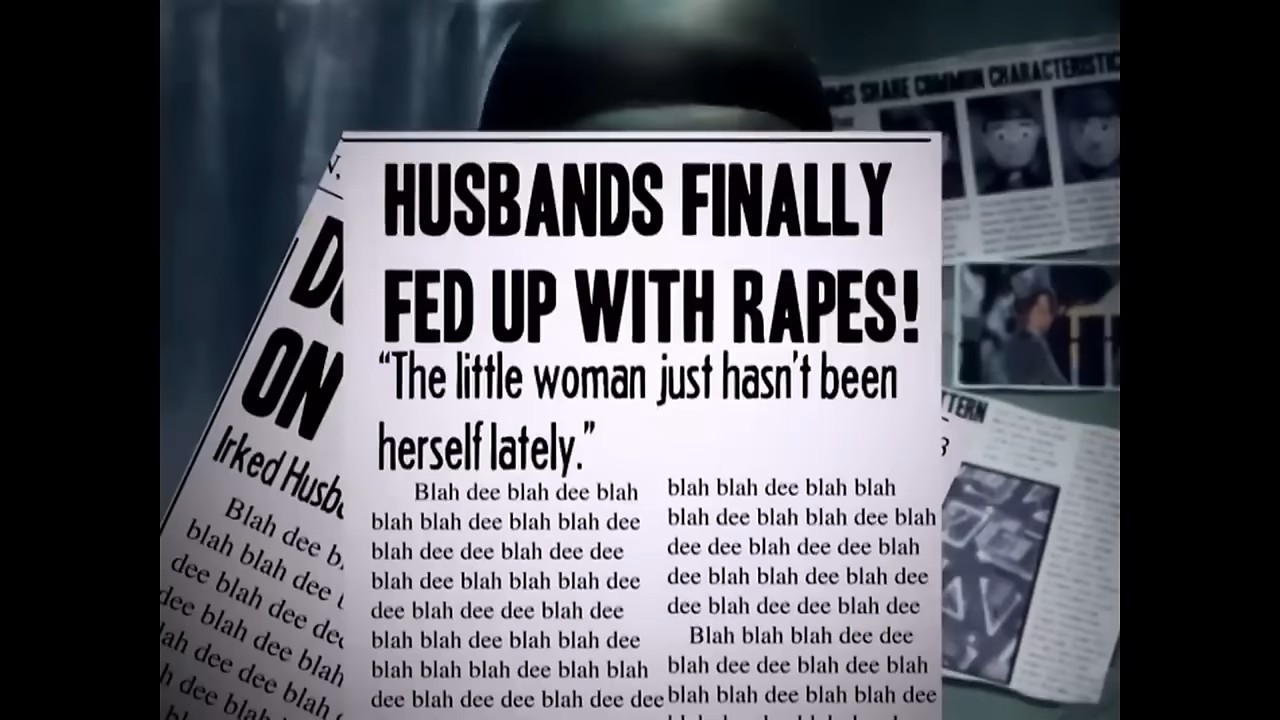 HUSBANDS FINALLY
FED UP WITH RAPES!
“The little woman just hasn't been
herself lately.”
Blah dee blah dee blah
blah blah dee blah blah dee
blah dee dee blah dee dee
blah dee blah blah blah dee
dee blah dee dee blah dee
blah blah dee blah blah dee
blah blah blah dee blah blah
dee blah dee blah dee dee
blah blah dee blah blah
blah dee blah blah dee blah
dee dee blah dee dee blah
dee blah blah blah dee blah
dee blah dee dee blah dee
Blah blah blah dee dee
blah dee dee blah dee blah
blah blah dee blah blah dee
ON
Irked
Blah dee
blah blah dee
dee blah dee
dee blah dee blah
dee dee blah
dee blah dee
SHARE COMMON